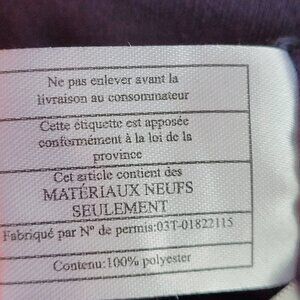 Ne pas enlever avant la
livraison au consommateur
Cette étiquette est apposée
conformément à la loi de la
province
Cet article contient des
MATÉRIAUX NEUFS
SEULEMENT
Fabriqué par N° de permis:03T-01822115
Contenu:100% polyester